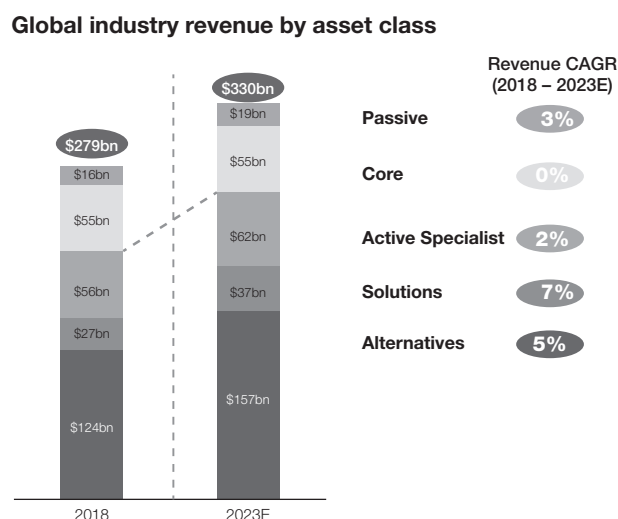 Global industry revenue by asset class
Revenue CAGR
(2018 – 2023E)
$279bn
$16bn
$55bn
$56bn
$27bn
$124bn
2018
$330bn
$19bn
$55bn
$62bn
$37bn
$157bn
2023E
Passive 3%
Core 0%
Active Specialist 2%
Solutions 7%
Alternatives 5%